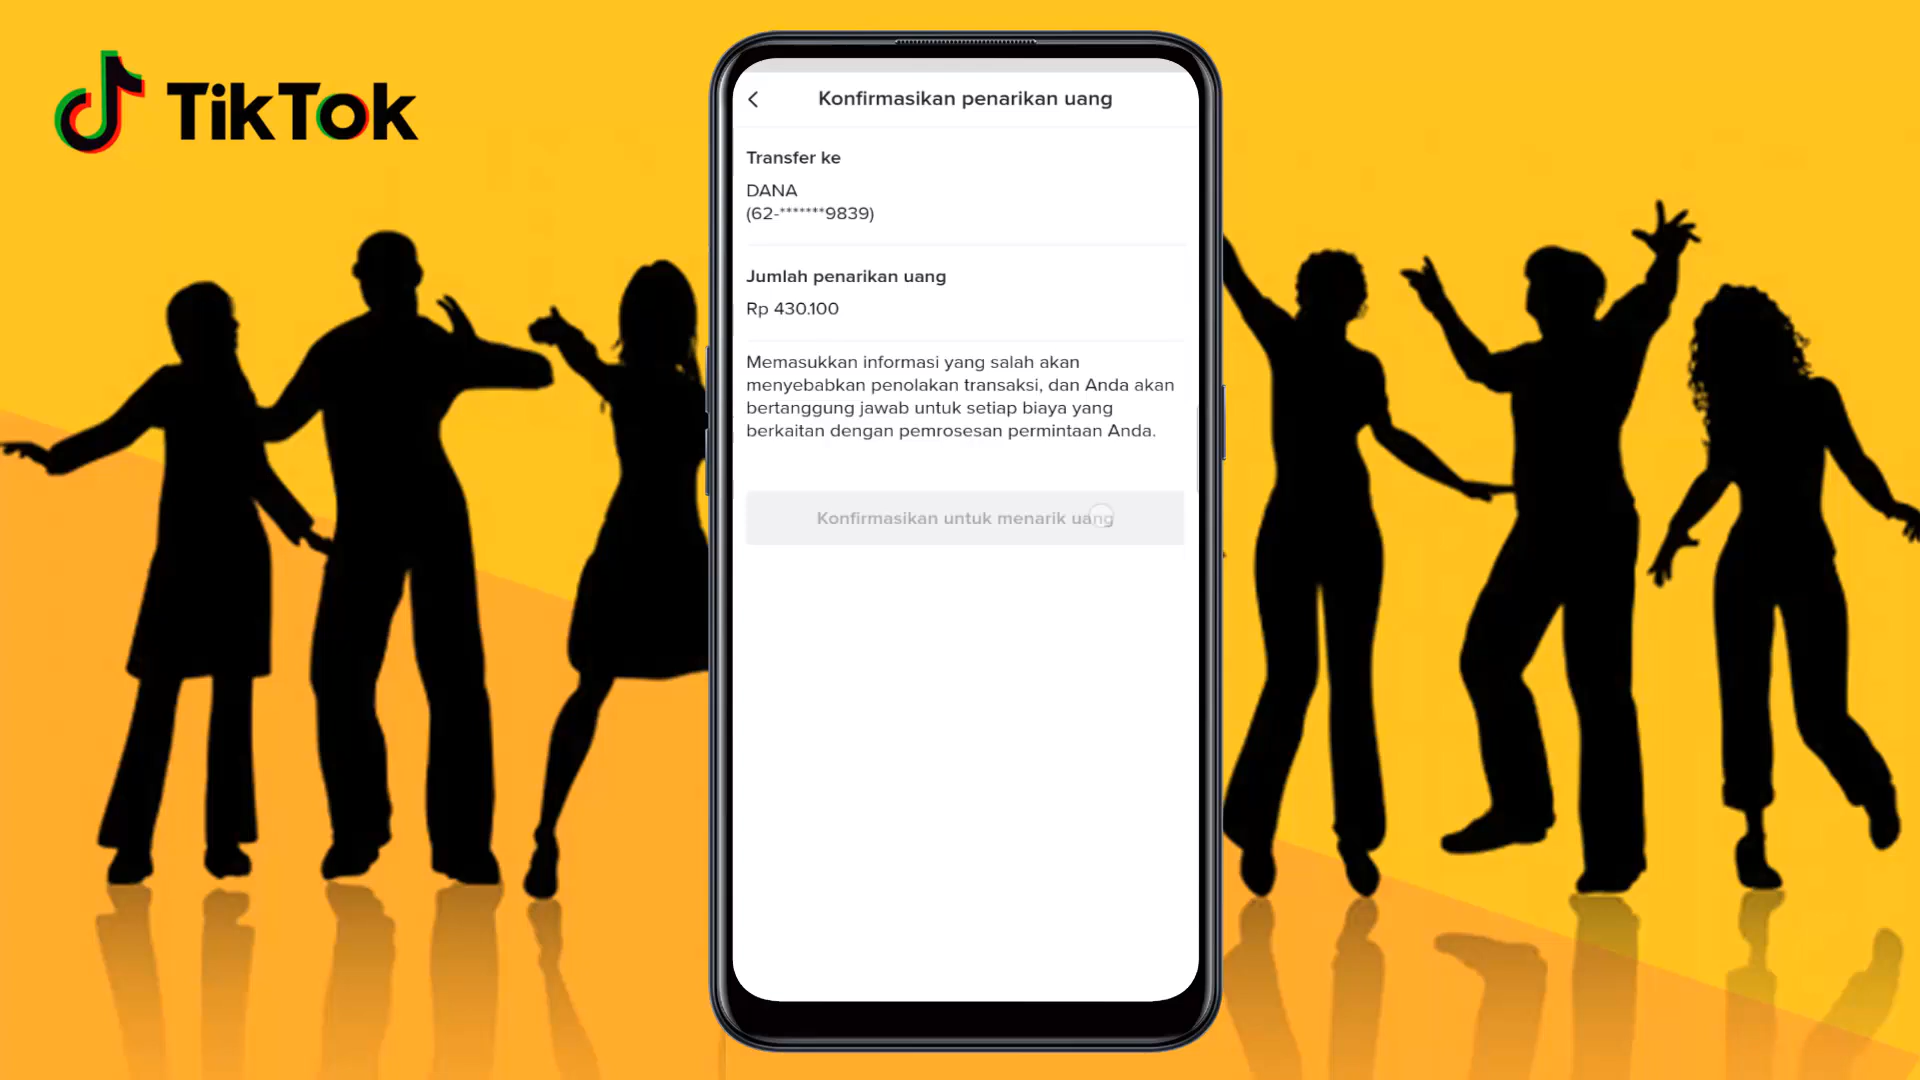 TikTok
Konfirmasikan penarikan uang
Transfer ke
DANA
(62-*******9839)
Jumlah penarikan uang
Rp 430.100
Memasukkan informasi yang salah akan
menyebabkan penolakan transaksi, dan Anda akan
bertanggung jawab untuk setiap biaya yang
berkaitan dengan pemrosesan permintaan Anda.
Konfirmasikan untuk menarik uang